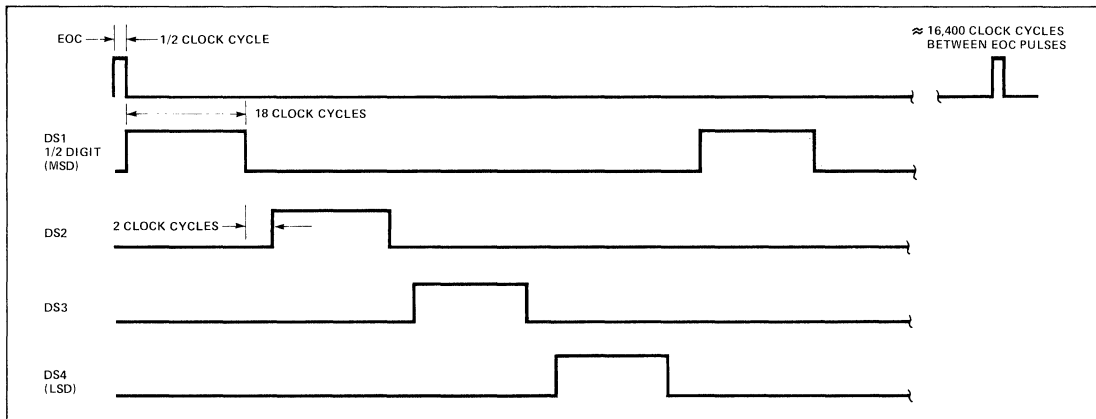 EOC
1/2 CLOCK CYCLE
≈ 16,400 CLOCK CYCLES
BETWEEN EOC PULSES
18 CLOCK CYCLES
DS1
1/2 DIGIT
(MSD)
2 CLOCK CYCLES
DS2
DS3
DS4
(LSD)